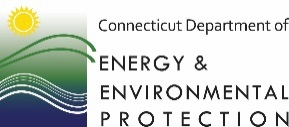 Connecticut Department of
ENERGY &
ENVIRONMENTAL
PROTECTION